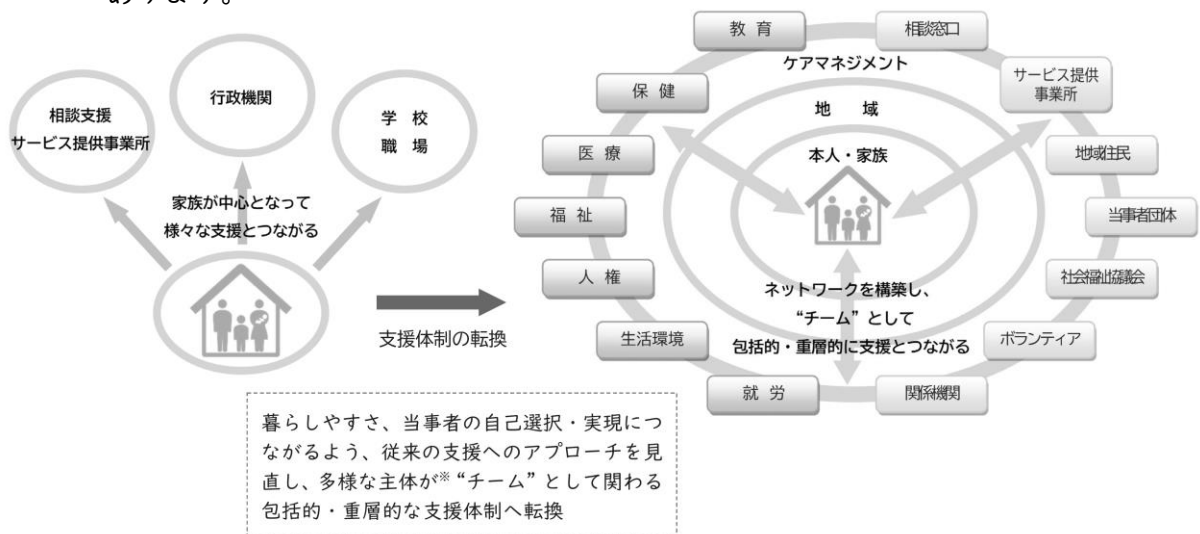 あります。
相談支援
サービス提供事業所
行政機関
学 校
職 場
家族が中心となって
様々な支援とつながる
支援体制の転換
教 育
相談窓口
ケアマネジメント
保 健
サービス提供
事業所
地 域
医 療
本人・家族
地域住民
福 祉
当事者団体
人 権
社会福祉協議会
ネットワークを構築し、
“チーム”として
包括的・重層的に支援とつながる
生活環境
ボランティア
就 労
関係機関
暮らしやすさ、当事者の自己選択・実現につ
ながるよう、従来の支援へのアプローチを見
直し、多様な主体が※“チーム”として関わる
包括的・重層的な支援体制へ転換